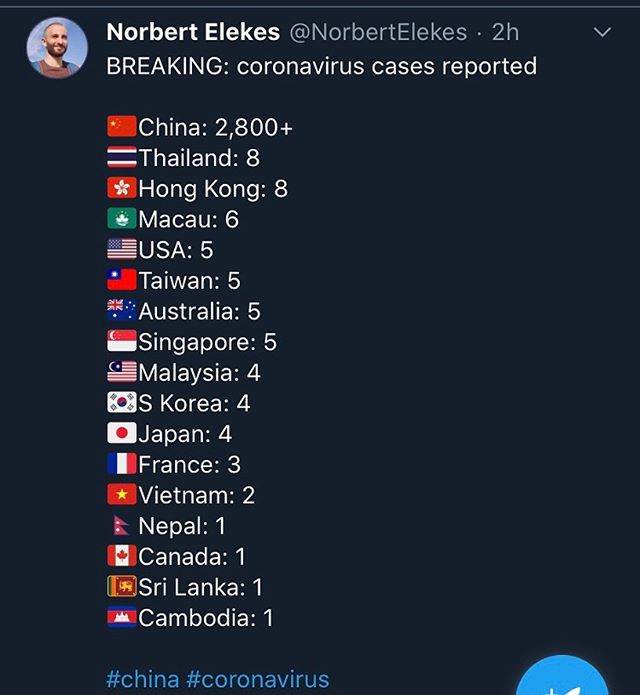 Norbert Elekes @NorbertElekes · 2h
BREAKING: coronavirus cases reported
🇨🇳China: 2,800+
🇹🇭Thailand: 8
🇭🇰Hong Kong: 8
🇲🇴Macau: 6
🇺🇸USA: 5
🇹🇼Taiwan: 5
🇦🇺Australia: 5
🇸🇬Singapore: 5
🇲🇾Malaysia: 4
🇰🇷S Korea: 4
🇯🇵Japan: 4
🇫🇷France: 3
🇻🇳Vietnam: 2
🇳🇵Nepal: 1
🇨🇦Canada: 1
🇱🇰Sri Lanka: 1
🇰🇭Cambodia: 1
#china #coronavirus